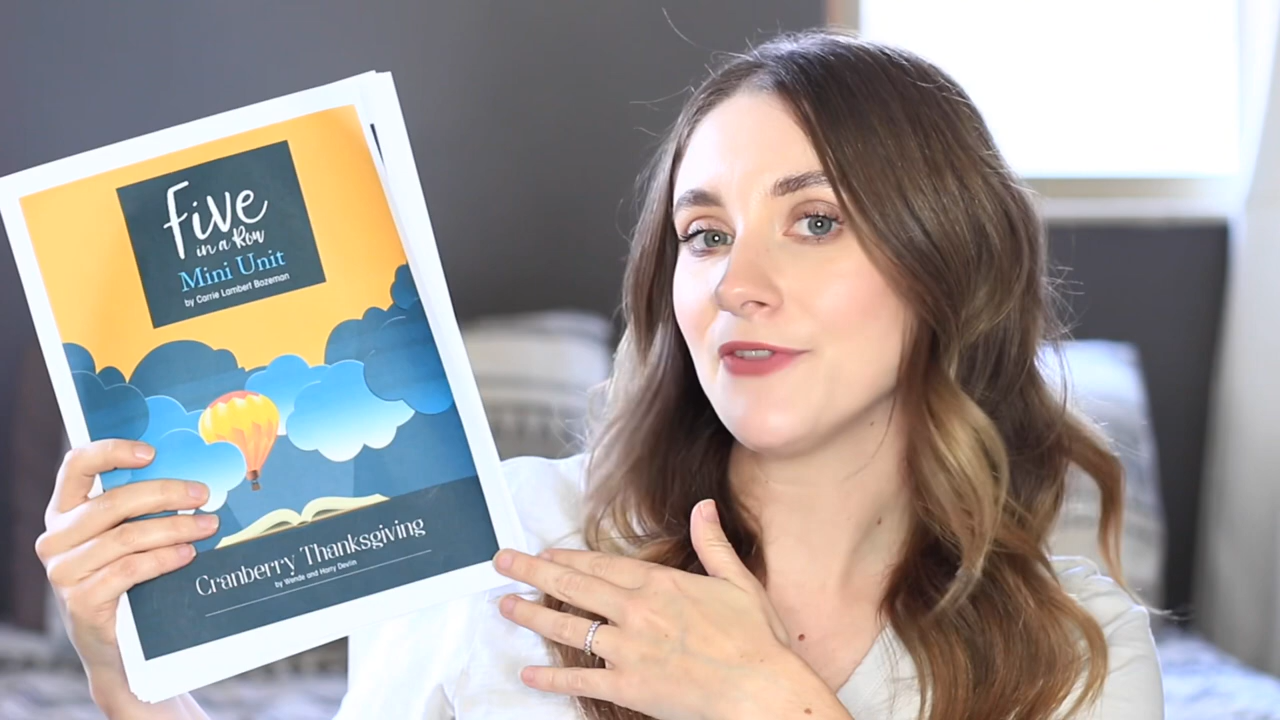 Five
in a Row
Mini Unit
by Carrie Lambert Bozeman
Cranberry Thanksgiving
by Wende and Harry Devlin